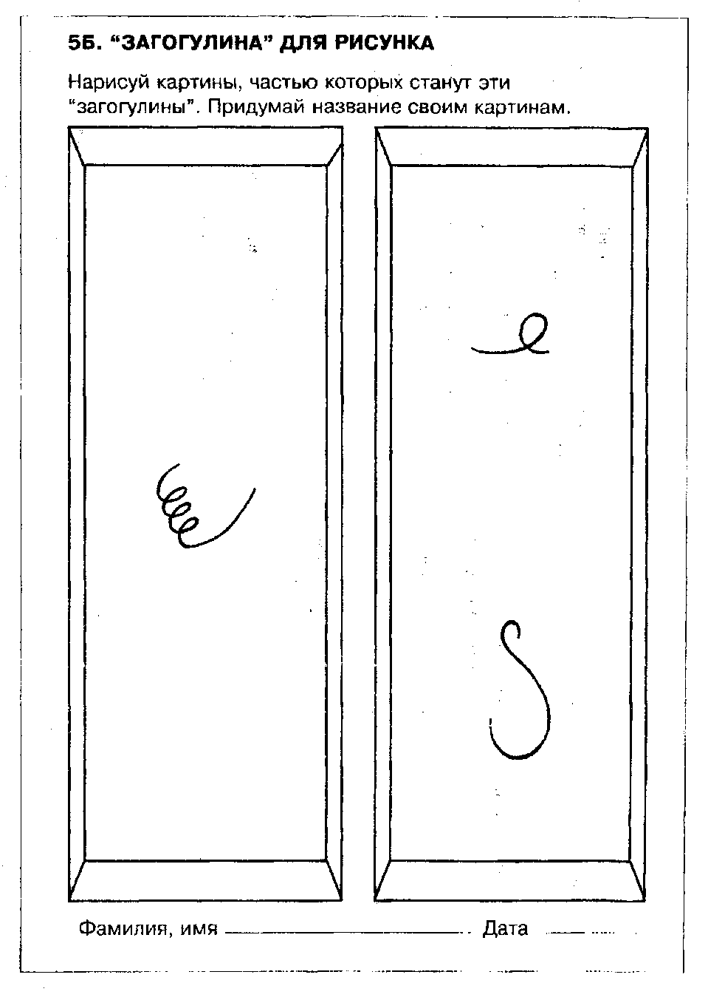 5Б. “ЗАГОГУЛИНА” ДЛЯ РИСУНКА
Нарисуй картины, частью которых станут эти
“загогулины”. Придумай название своим картинам.
Фамилия, имя Дата